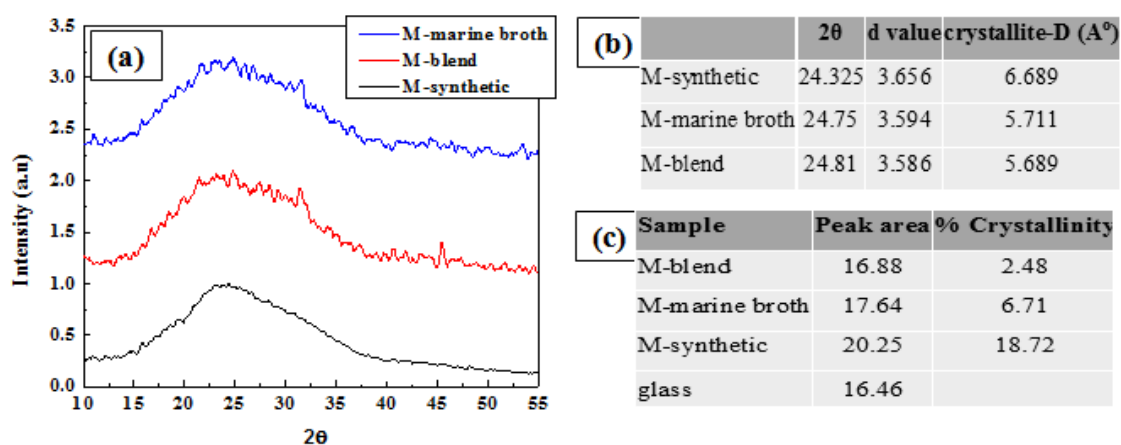 (a)
M-marine broth
M-blend
M-synthetic
3.5
3.0
2.5
2.0
1.5
1.0
0.5
0.0
Intensity (a.u)
10 15 20 25 30 35 40 45 50 55
2θ
(b)
2θ d value crystallite-D (A°)
M-synthetic 24.325 3.656 6.689
M-marine broth 24.75 3.594 5.711
M-blend 24.81 3.586 5.689
(c)
Sample Peak area % Crystallinity
M-blend 16.88 2.48
M-marine broth 17.64 6.71
M-synthetic 20.25 18.72
glass 16.46